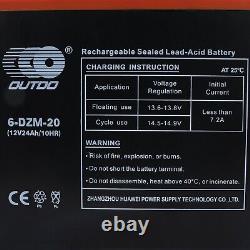 Rechargeable Sealed Lead-Acid Battery
CHARGING INSTRUCTION AT 25℃
Application Voltage Regulation Initial Current
Floating use 13.6-13.8V Less than 7.2A
Cycle use 14.5-14.9V
OUTDO
6-DZM-20
(12V24Ah/10HR)
WARNING
Risk of fire, explosion, or burns.
Do not short the battery terminal.
Do not disassemble, heat above 40°C, or incinerate.
ZHANGZHOU HUAWEI POWER SUPPLY TECHNOLOGY CO.,LTD.